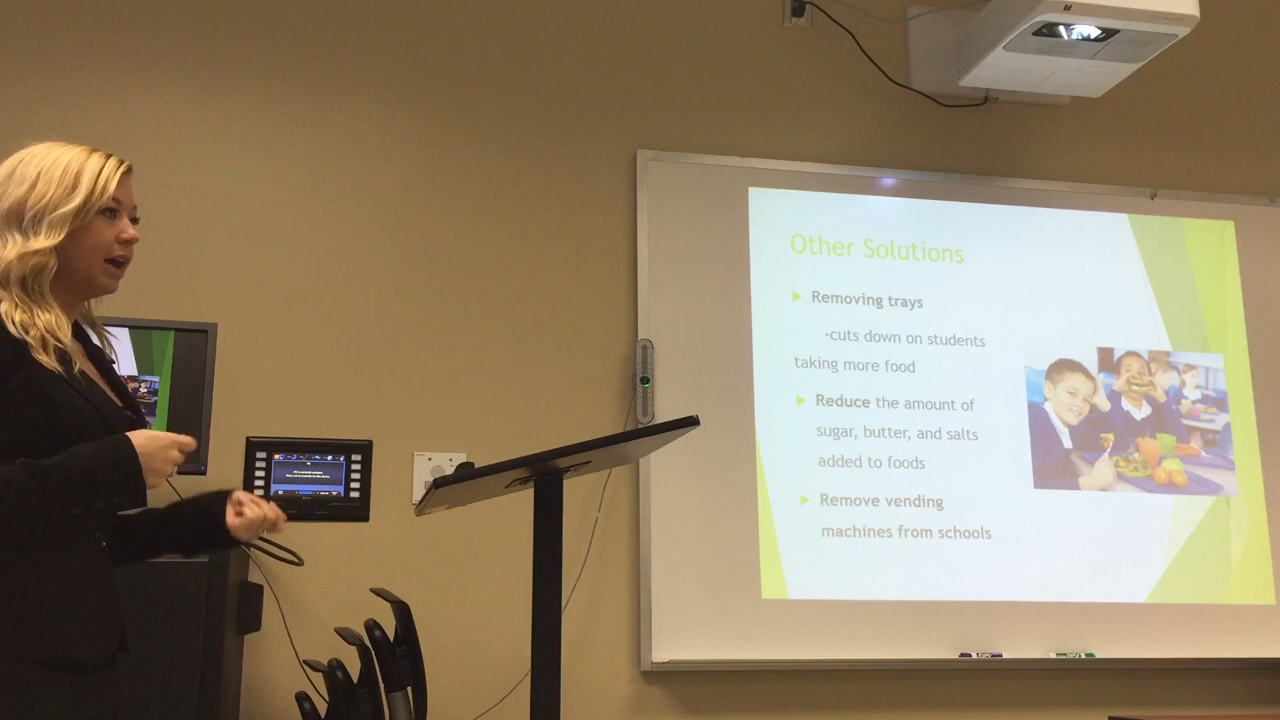 Other Solutions
Removing trays
-cuts down on students
taking more food
Reduce the amount of
sugar, butter, and salts
added to foods
Remove vending
machines from schools